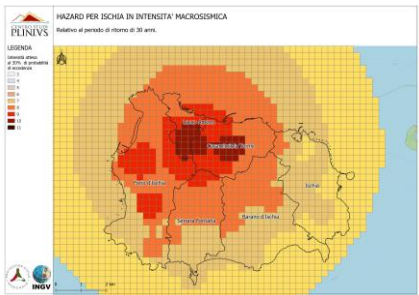 CENTRO STUDI
PLINIVS
HAZARD PER ISCHIA IN INTENSITA' MACROSISMICA
Relativo al periodo di ritorno di 30 anni.
LEGENDA
Intensità attesa
al 30% di probabilità
di eccedenza
5
6
7
8
9
10
11
Lacco Ameno
Casamicciola Terme
Forio d'Ischia
Ischia
Serrara Fontana
Barano d'Ischia
INGV